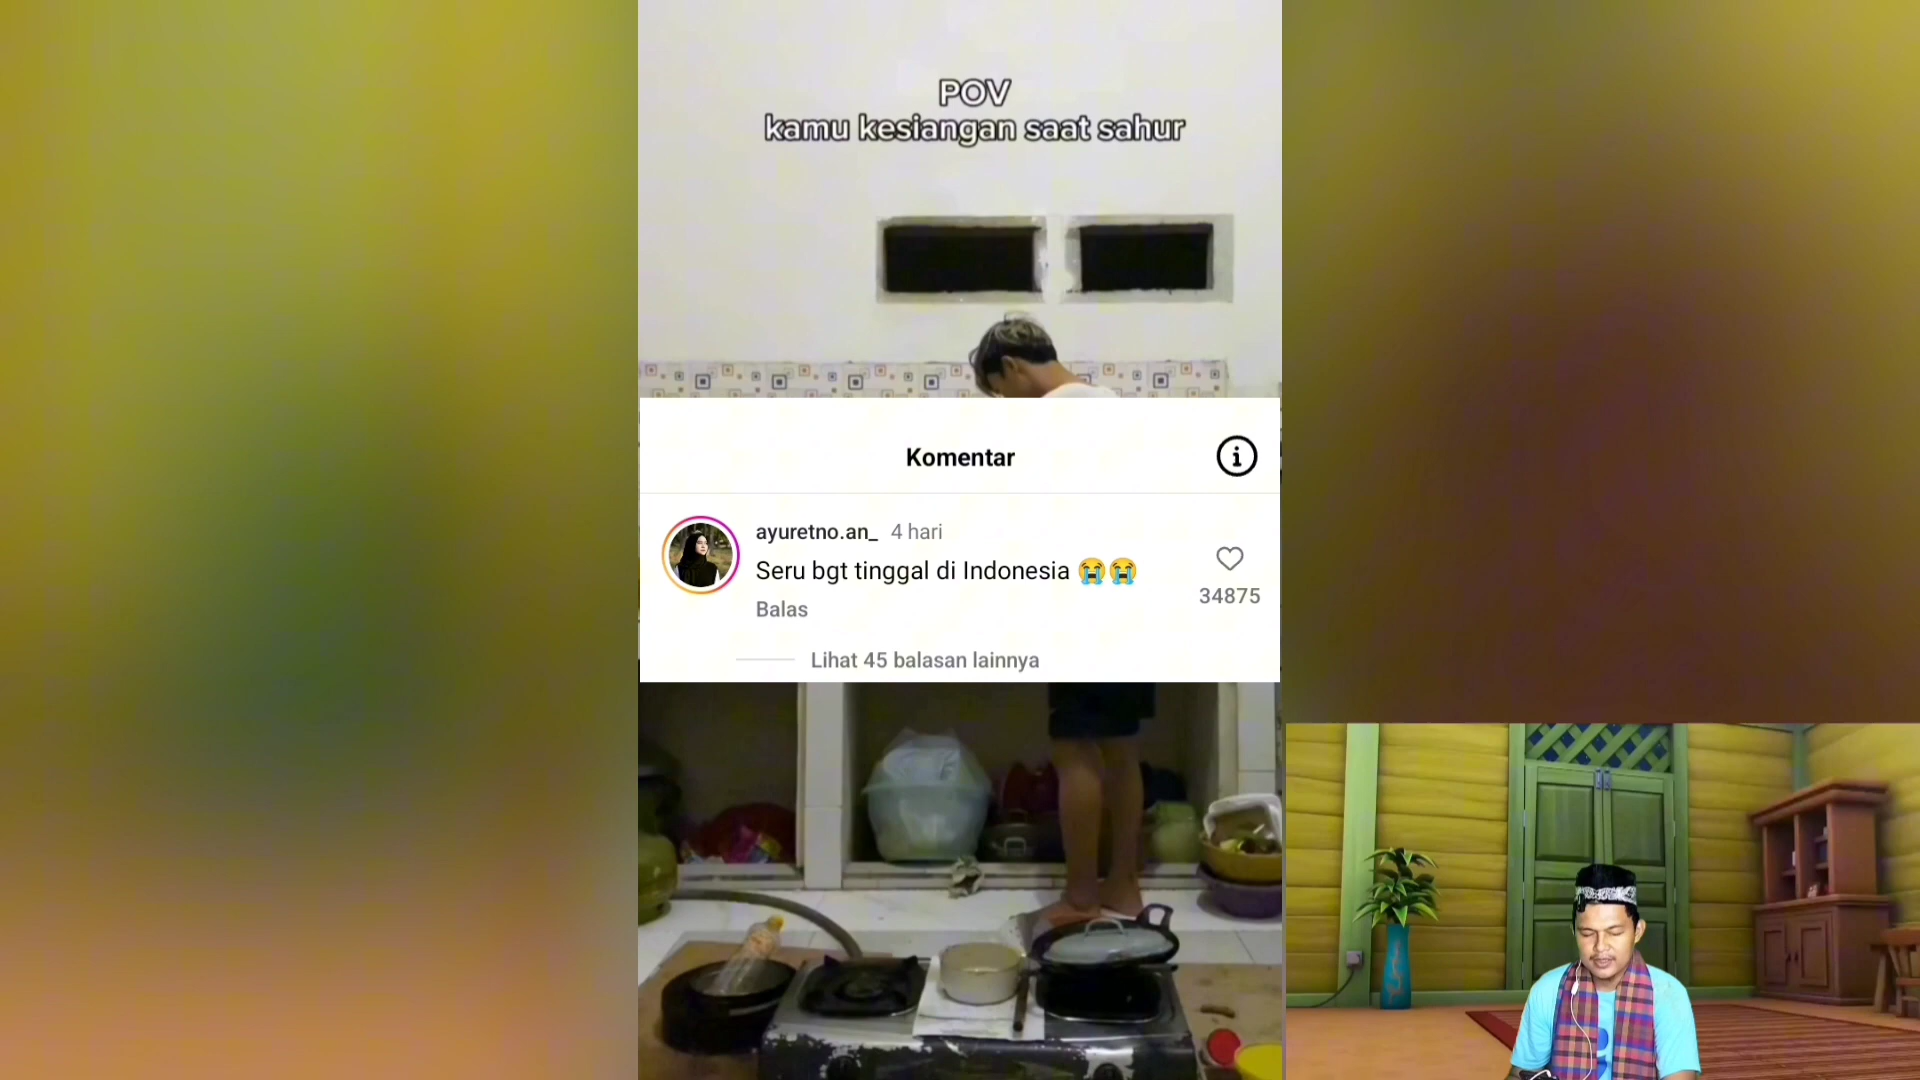 POV
kamu kesiangan saat sahur
Komentar
ayuretno.an_ 4 hari
Seru bgt tinggal di Indonesia 😭😭
34875
Balas
Lihat 45 balasan lainnya